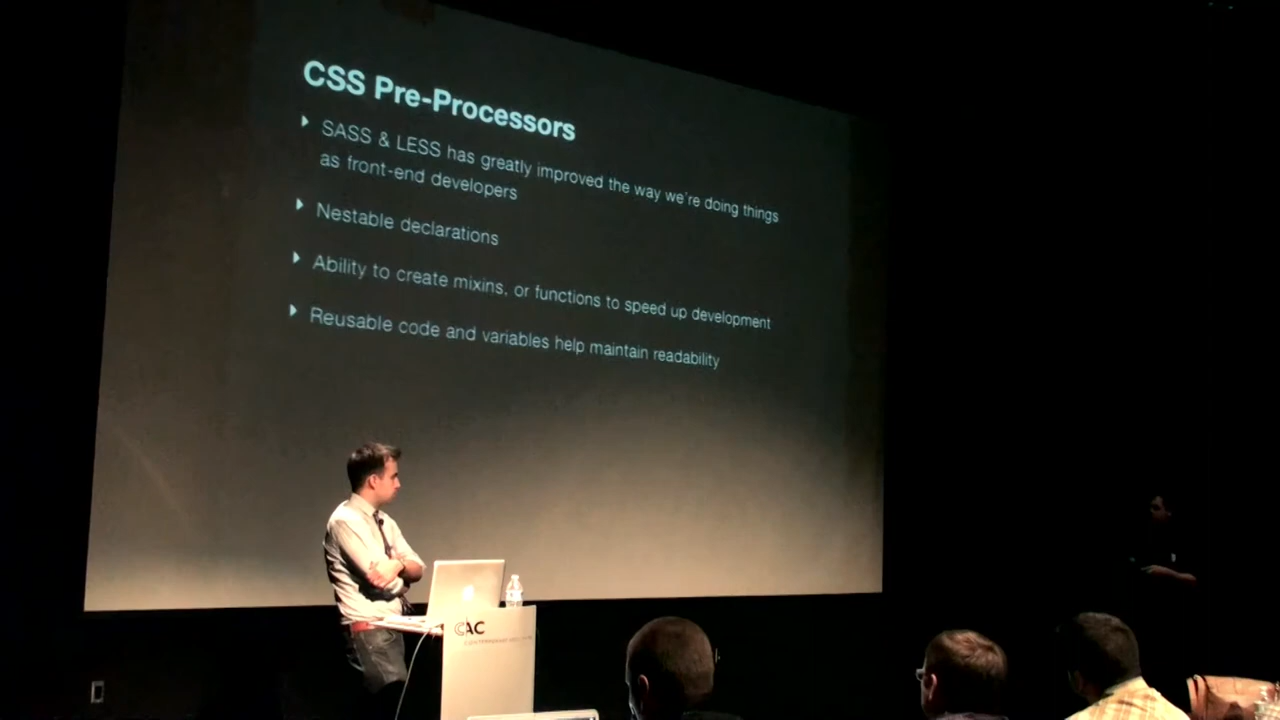 CSS Pre-Processors
SASS & LESS has greatly improved the way we're doing things
as front-end developers
Nestable declarations
Ability to create mixins, or functions to speed up development
Reusable code and variables help maintain readability
CAC